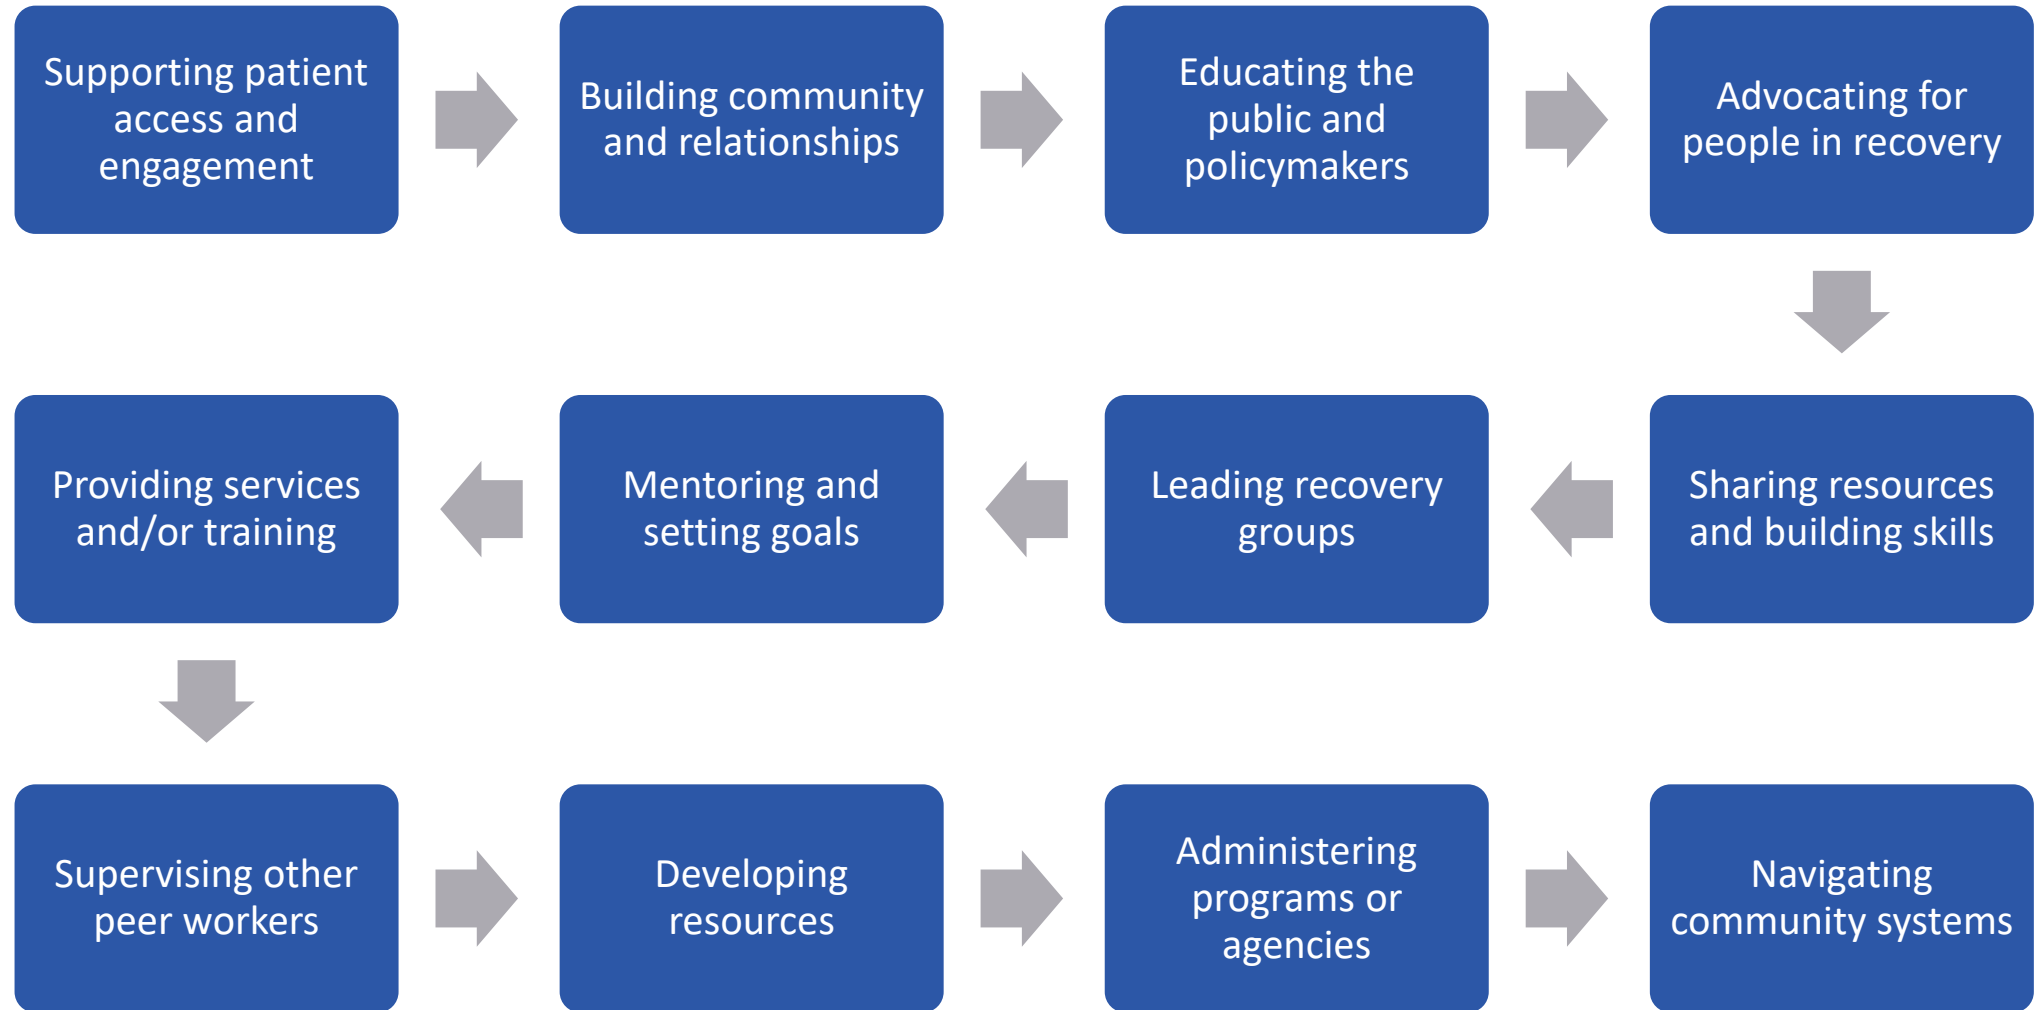 Supporting patient
access and
engagement
Building community
and relationships
Educating the
public and
policymakers
Advocating for
people in recovery
Sharing resources
and building skills
Leading recovery
groups
Mentoring and
setting goals
Providing services
and/or training
Supervising other
peer workers
Developing
resources
Administering
programs or
agencies
Navigating
community systems